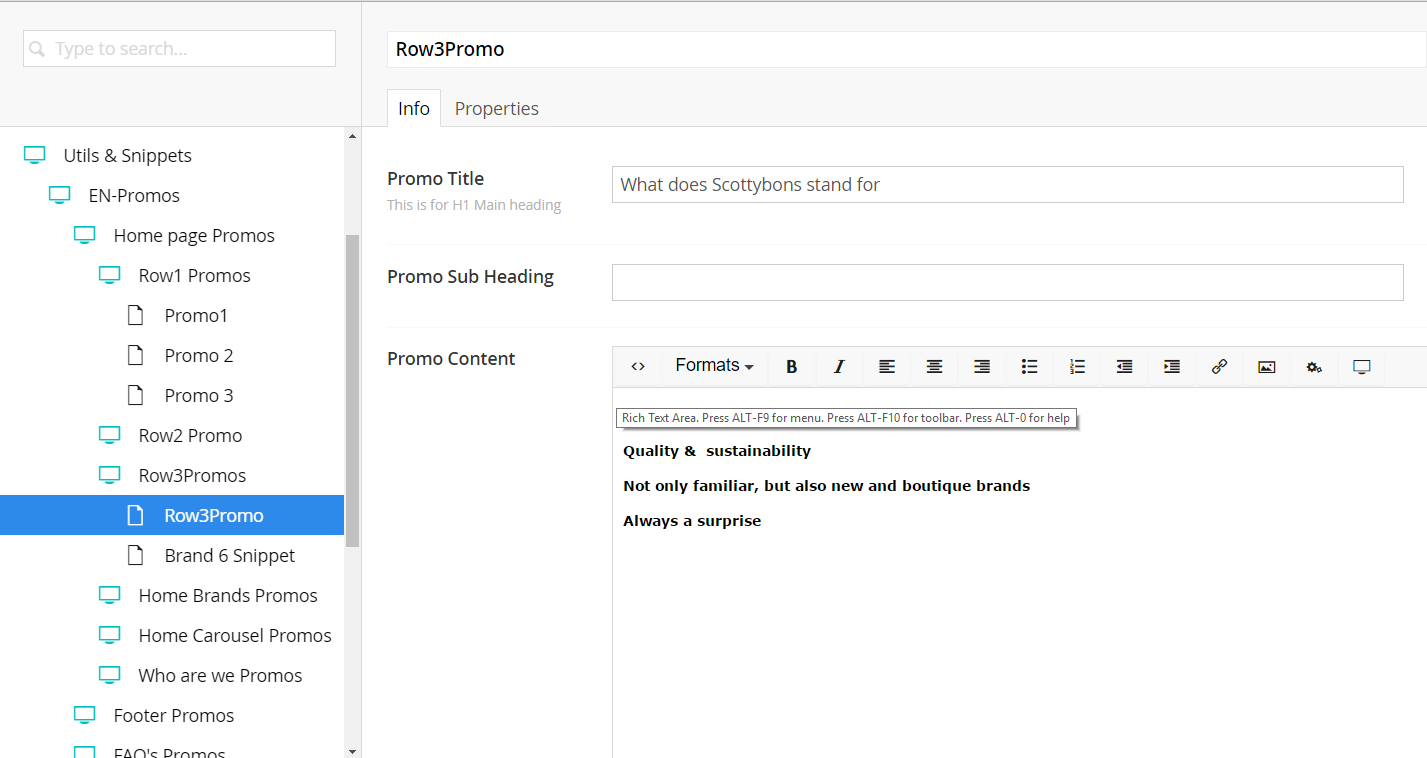 Type to search...
Utils & Snippets
EN-Promos
Home page Promos
Row1 Promos
Promo1
Promo 2
Promo 3
Row2 Promo
Row3Promos
Row3Promo
Brand 6 Snippet
Home Brands Promos
Home Carousel Promos
Who are we Promos
Footer Promos
FAQ's Promos
Row3Promo
Info Properties
Promo Title
This is for H1 Main heading
What does Scottybons stand for
Promo Sub Heading
Promo Content
Formats B I
Rich Text Area. Press ALT-F9 for menu. Press ALT-F10 for toolbar. Press ALT-0 for help
Quality &  sustainability
Not only familiar, but also new and boutique brands
Always a surprise